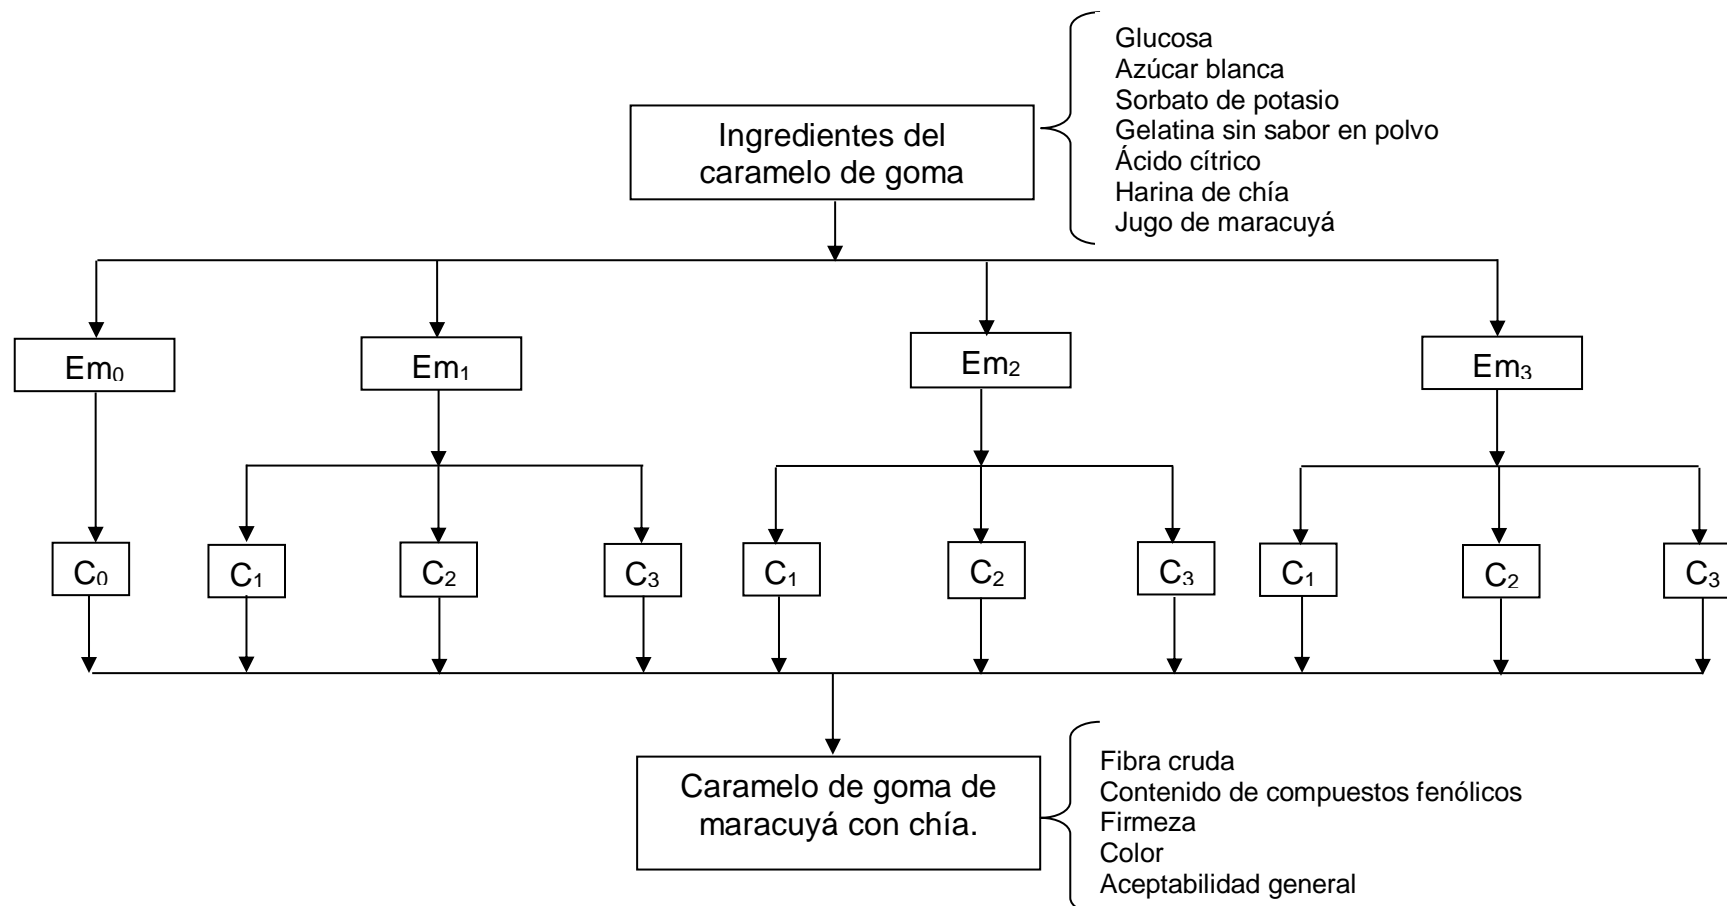 Glucosa
Azúcar blanca
Sorbato de potasio
Gelatina sin sabor en polvo
Ácido cítrico
Harina de chía
Jugo de maracuyá
Ingredientes del
caramelo de goma
Em₀
Em₁
Em₂
Em₃
C₀
C₁
C₂
C₃
C₁
C₂
C₃
C₁
C₂
C₃
Caramelo de goma de
maracuyá con chía.
Fibra cruda
Contenido de compuestos fenólicos
Firmeza
Color
Aceptabilidad general